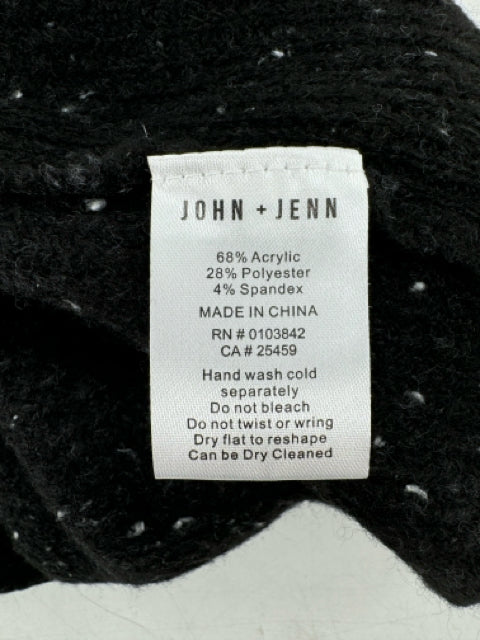 JOHN + JENN
68% Acrylic
28% Polyester
4% Spandex
MADE IN CHINA
RN # 0103842
CA # 25459
Hand wash cold
separately
Do not bleach
Do not twist or wring
Dry flat to reshape
Can be Dry Cleaned